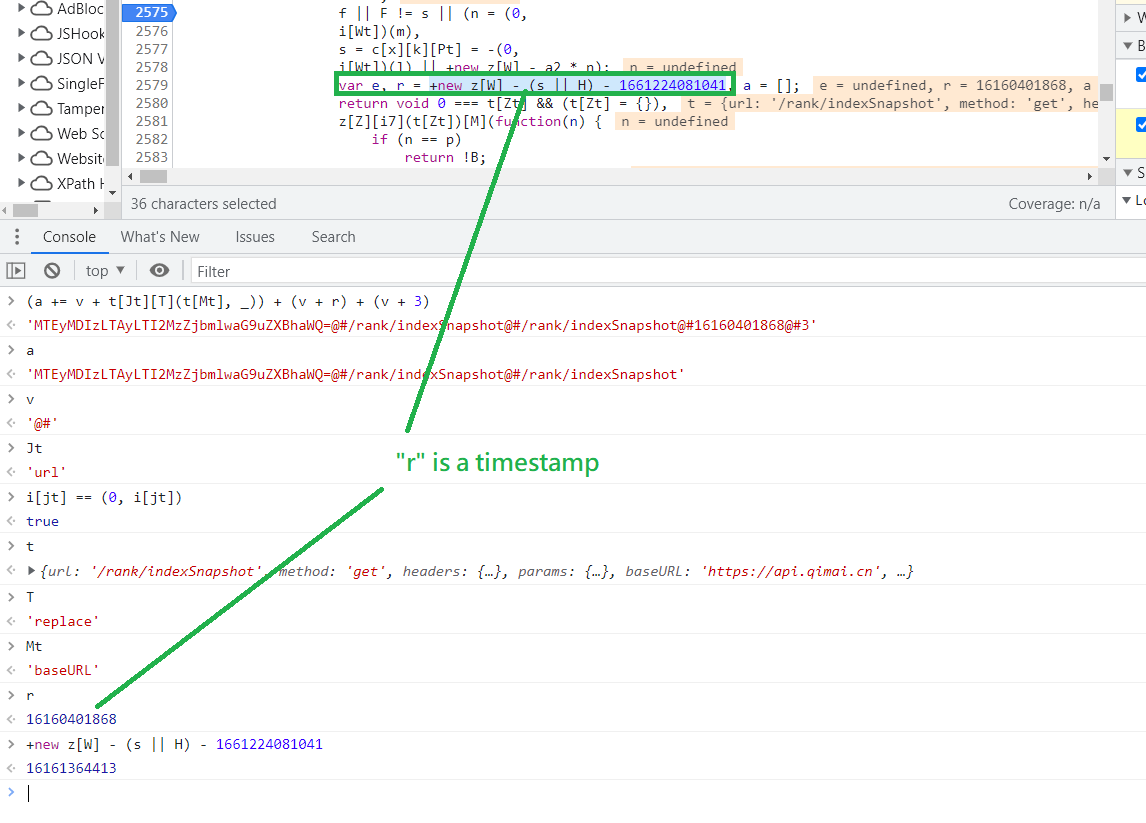 AdBloc
JSHook
JSON V
SingleF
Tamper
Web Sc
Website
XPath H
2575 f || F != s || (n = (0,
2576 i[Wt])(m),
2577 s = c[x][k][Pt] = -(0,
2578 i[Wt])(l) || +new z[W] - a2 * n); n = undefined
2579 var e, r = +new z[W] - (s || H) - 1661224081041, a = []; e = undefined, r = 16160401868, a
2580 return void 0 === t[Zt] && (t[Zt] = {}), t = {url: '/rank/indexSnapshot', method: 'get', he
2581 z[Z][i7](t[Zt])[M](function(n) { n = undefined
2582 if (n == p)
2583 return !B;
36 characters selected Coverage: n/a
W
B
S
Lo
Console What's New Issues Search
top Filter
(a += v + t[Jt][T](t[Mt], _)) + (v + r) + (v + 3)
'MTEyMDIzLTAyLTI2MzZjbmlwaG9uZXBhaWQ=@#/rank/indexSnapshot@#/rank/indexSnapshot@#16160401868@#3'
a
'MTEyMDIzLTAyLTI2MzZjbmlwaG9uZXBhaWQ=@#/rank/indexSnapshot@#/rank/indexSnapshot'
v
'@#'
Jt
'url'
"r" is a timestamp
i[jt] == (0, i[jt])
true
t
{url: '/rank/indexSnapshot', method: 'get', headers: {…}, params: {…}, baseURL: 'https://api.qimai.cn', …}
T
'replace'
Mt
'baseURL'
r
16160401868
+new z[W] - (s || H) - 1661224081041
16161364413